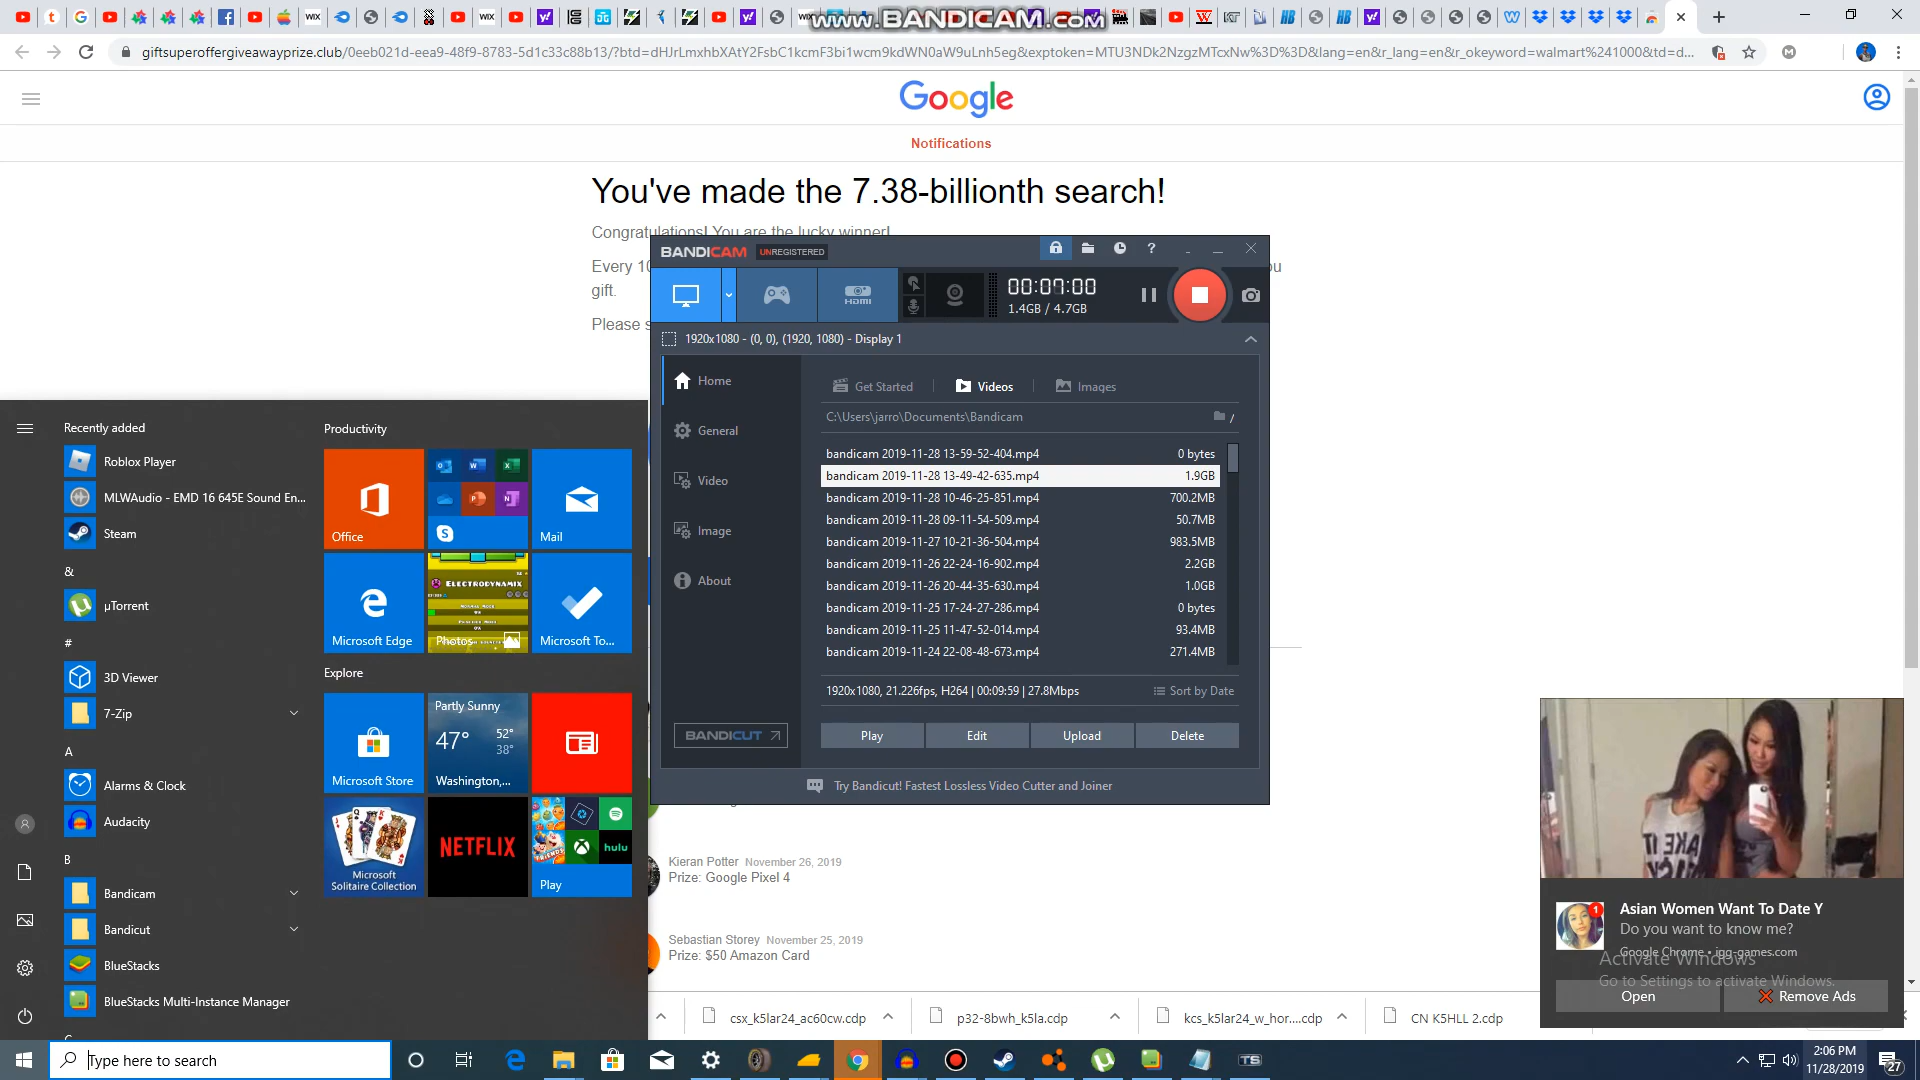 www.BANDICAM.com
giftsuperoffergiveawayprize.club/0eeb021d-eea9-48f9-8783-5d1c33c88b13/?btd=dHJrLmxhbXAtY2FsbC1kcmF3bi1wcm9kdWN0aW9uLnh5eg&exptoken=MTU3NDk2NzgzMTcxNw%3D%3D&lang=en&r_lang=en&r_okeyword=walmart%241000&td=d...
Google
Notifications
You've made the 7.38-billionth search!
Congratulations! You are the lucky winner!
Every 10
gift.
Please s
BANDICAM UNREGISTERED
00:07:00
1.4GB / 4.7GB
1920x1080 - (0, 0), (1920, 1080) - Display 1
Home
General
Video
Image
About
BANDICUT
Get Started
Videos
Images
C:\Users\jarro\Documents\Bandicam
bandicam 2019-11-28 13-59-52-404.mp4 0 bytes
bandicam 2019-11-28 13-49-42-635.mp4 1.9GB
bandicam 2019-11-28 10-46-25-851.mp4 700.2MB
bandicam 2019-11-28 09-11-54-509.mp4 50.7MB
bandicam 2019-11-27 10-21-36-504.mp4 983.5MB
bandicam 2019-11-26 22-24-16-902.mp4 2.2GB
bandicam 2019-11-26 20-44-35-630.mp4 1.0GB
bandicam 2019-11-25 17-24-27-286.mp4 0 bytes
bandicam 2019-11-25 11-47-52-014.mp4 93.4MB
bandicam 2019-11-24 22-08-48-673.mp4 271.4MB
1920x1080, 21.226fps, H264 | 00:09:59 | 27.8Mbps Sort by Date
Play
Edit
Upload
Delete
Try Bandicut! Fastest Lossless Video Cutter and Joiner
Recently added
Roblox Player
MLWAudio - EMD 16 645E Sound En...
Steam
&
µTorrent
#
3D Viewer
7-Zip
A
Alarms & Clock
Audacity
B
Bandicam
Bandicut
BlueStacks
BlueStacks Multi-Instance Manager
Productivity
Office
Mail
Microsoft Edge
ELECTRODYNAMIX
Photos
Microsoft To...
Explore
Microsoft Store
Partly Sunny
47° 52°
38°
Washington,...
Microsoft
Solitaire Collection
NETFLIX
hulu
Play
Kieran Potter November 26, 2019
Prize: Google Pixel 4
Sebastian Storey November 25, 2019
Prize: $50 Amazon Card
Asian Women Want To Date Y
Do you want to know me?
Google Chrome • igg-games.com
Activate Windows
Go to Settings to activate Windows.
Open
Remove Ads
csx_k5lar24_ac60cw.cdp
p32-8bwh_k5la.cdp
kcs_k5lar24_w_hor....cdp
CN K5HLL 2.cdp
Type here to search
2:06 PM
11/28/2019
27